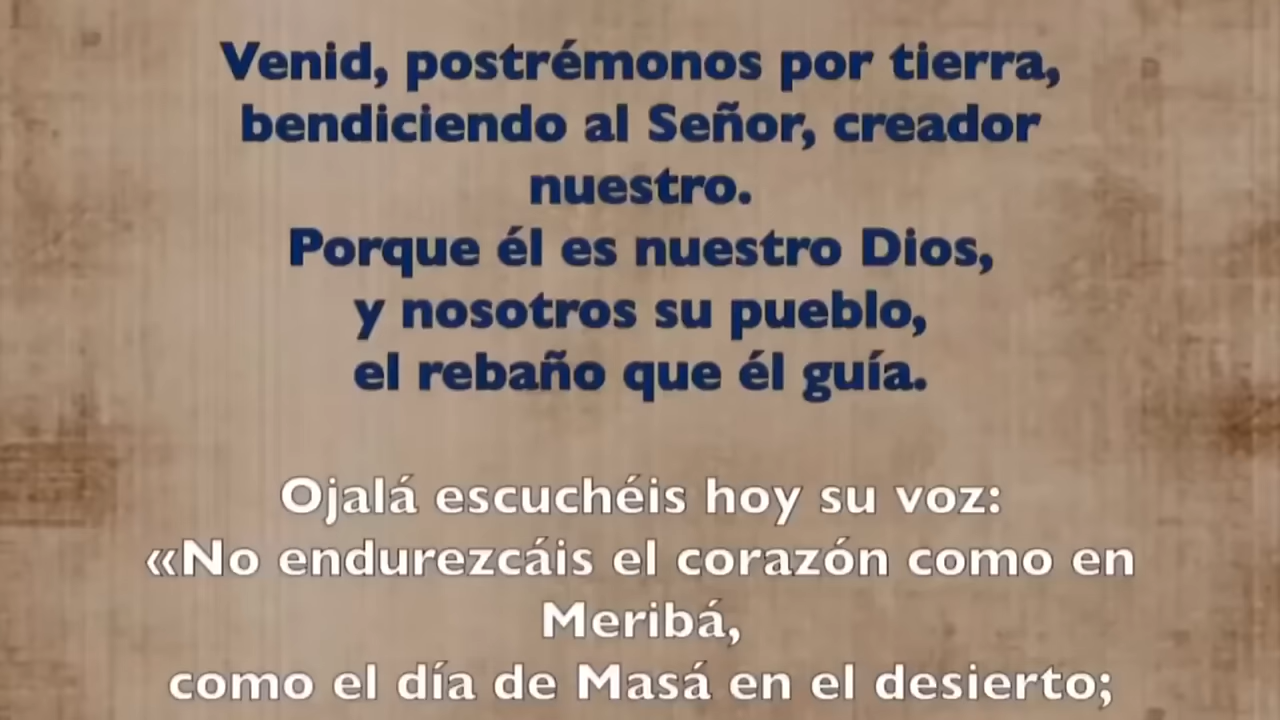 Venid, postrémonos por tierra,
bendiciendo al Señor, creador
nuestro.
Porque él es nuestro Dios,
y nosotros su pueblo,
el rebaño que él guía.
Ojalá escuchéis hoy su voz:
«No endurezcáis el corazón como en
Meribá,
como el día de Masá en el desierto;